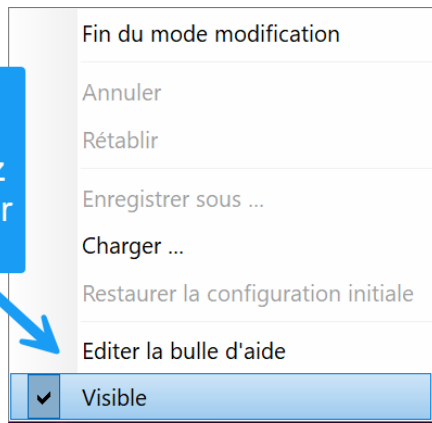 Fin du mode modification
Annuler
Rétablir
z
Enregistrer sous ...
r
Charger ...
Restaurer la configuration initiale
Editer la bulle d'aide
Visible